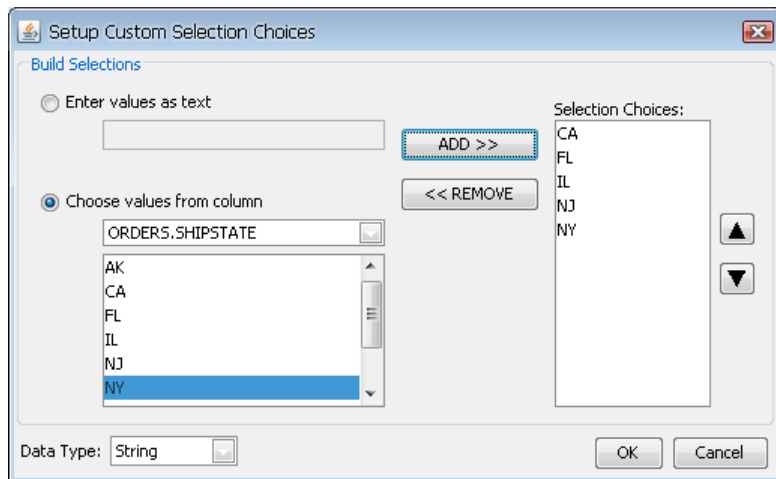 Setup Custom Selection Choices
Build Selections
Enter values as text
Choose values from column
ORDERS.SHIPSTATE
AK
CA
FL
IL
NJ
NY
ADD >>
<< REMOVE
Selection Choices:
CA
FL
IL
NJ
NY
Data Type: String
OK Cancel